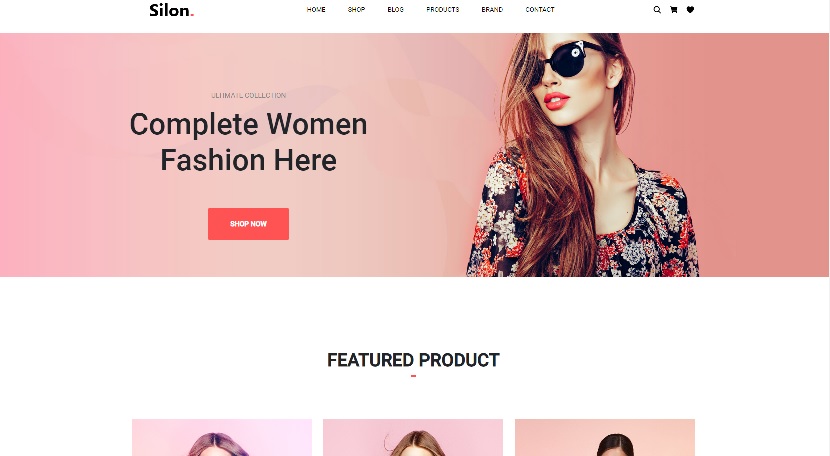 Silon.
HOME SHOP BLOG PRODUCTS BRAND CONTACT
ULTIMATE COLLECTION
Complete Women
Fashion Here
SHOP NOW
FEATURED PRODUCT